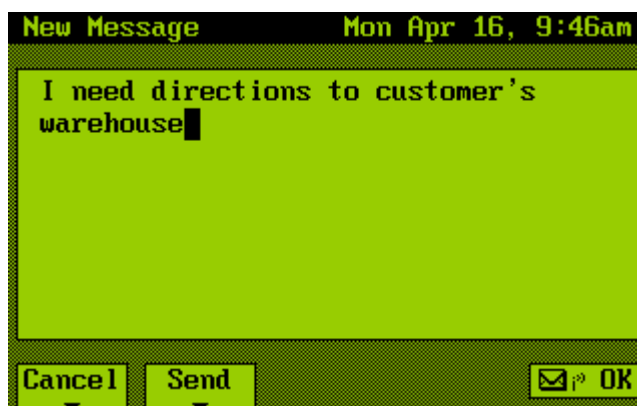 New Message Mon Apr 16, 9:46am
I need directions to customer's
warehouse
Cancel Send OK